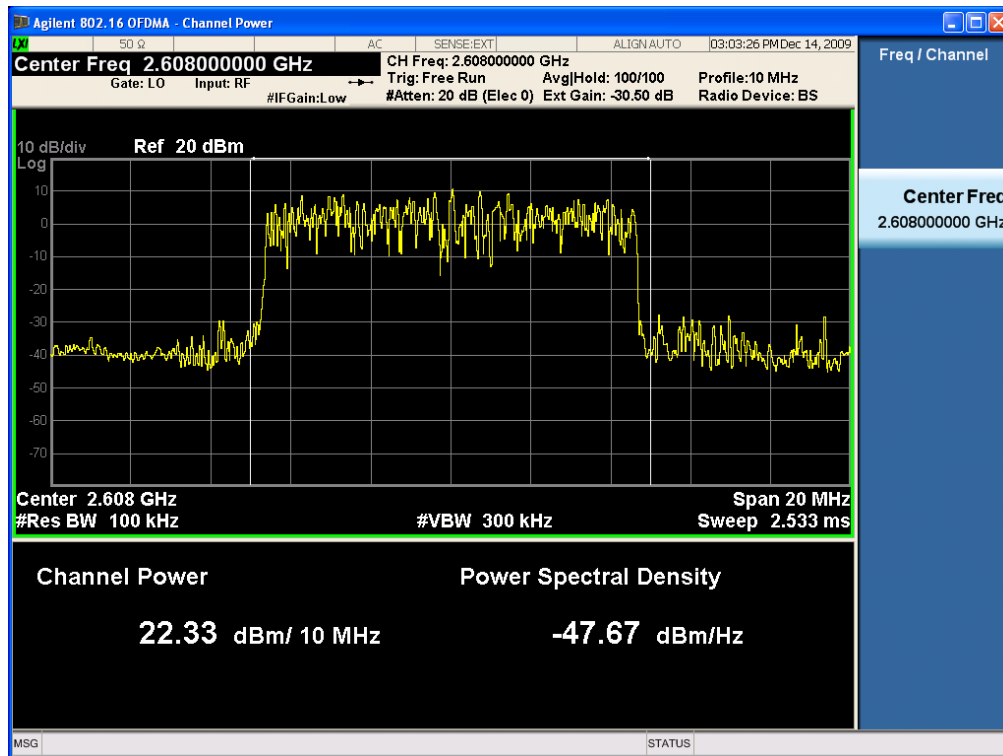 Agilent 802.16 OFDMA - Channel Power
LXI 50 Ω AC SENSE:EXT ALIGN AUTO 03:03:26 PM Dec 14, 2009
Center Freq 2.608000000 GHz
Gate: LO Input: RF
#IFGain:Low
CH Freq: 2.608000000 GHz
Trig: Free Run Avg|Hold: 100/100 Profile:10 MHz
#Atten: 20 dB (Elec 0) Ext Gain: -30.50 dB Radio Device: BS
Freq / Channel
Center Freq
2.608000000 GHz
10 dB/div Ref 20 dBm
Log
10
0
-10
-20
-30
-40
-50
-60
-70
Center 2.608 GHz Span 20 MHz
#Res BW 100 kHz #VBW 300 kHz Sweep 2.533 ms
Channel Power Power Spectral Density
22.33 dBm/ 10 MHz -47.67 dBm/Hz
MSG STATUS